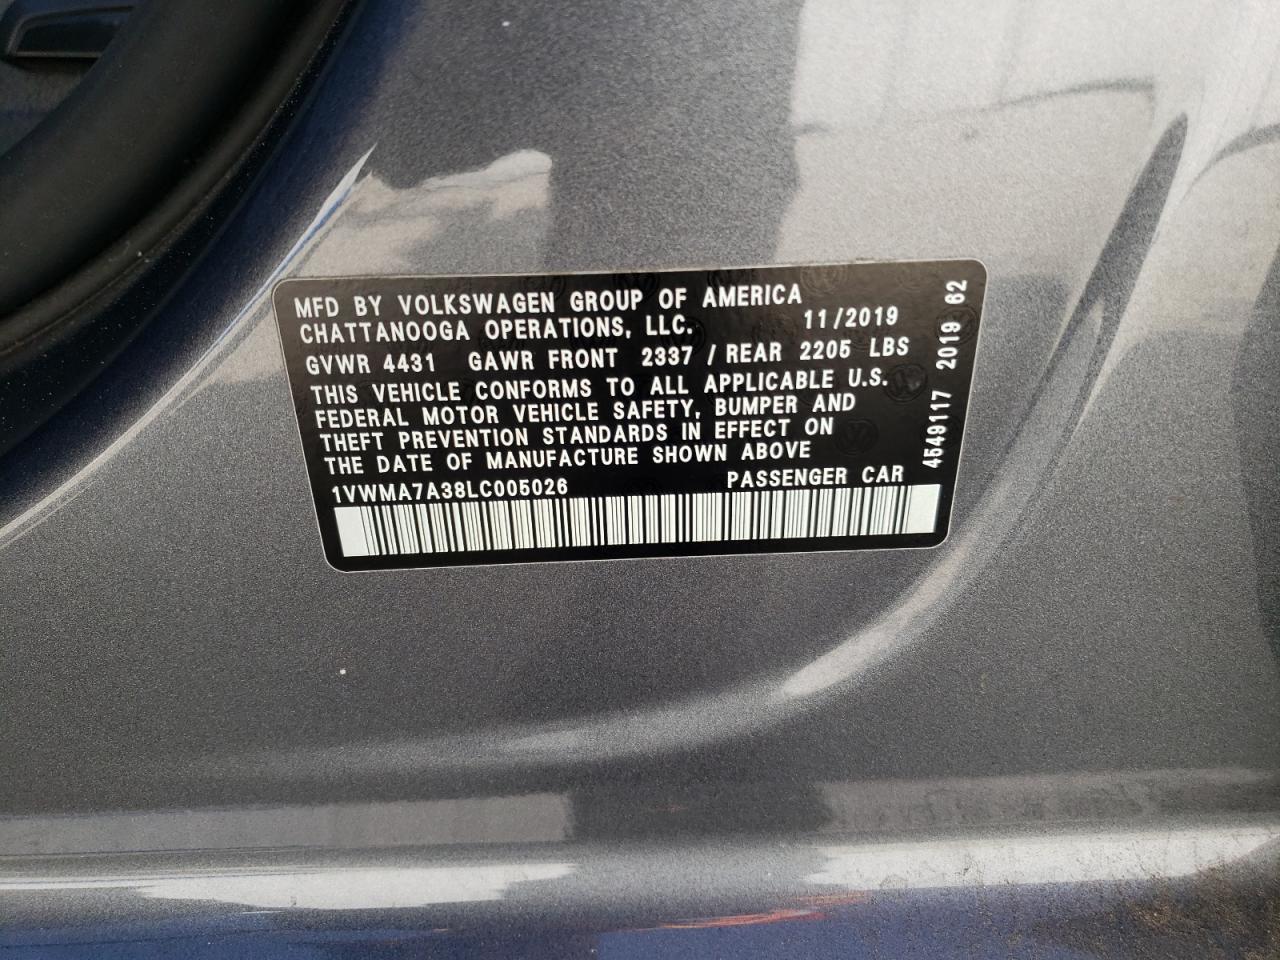 MFD BY VOLKSWAGEN GROUP OF AMERICA
CHATTANOOGA OPERATIONS, LLC. 11/2019
GVWR 4431 GAWR FRONT 2337 / REAR 2205 LBS
THIS VEHICLE CONFORMS TO ALL APPLICABLE U.S.
FEDERAL MOTOR VEHICLE SAFETY, BUMPER AND
THEFT PREVENTION STANDARDS IN EFFECT ON
THE DATE OF MANUFACTURE SHOWN ABOVE
1VWMA7A38LC005026 PASSENGER CAR
4549117 2019 62